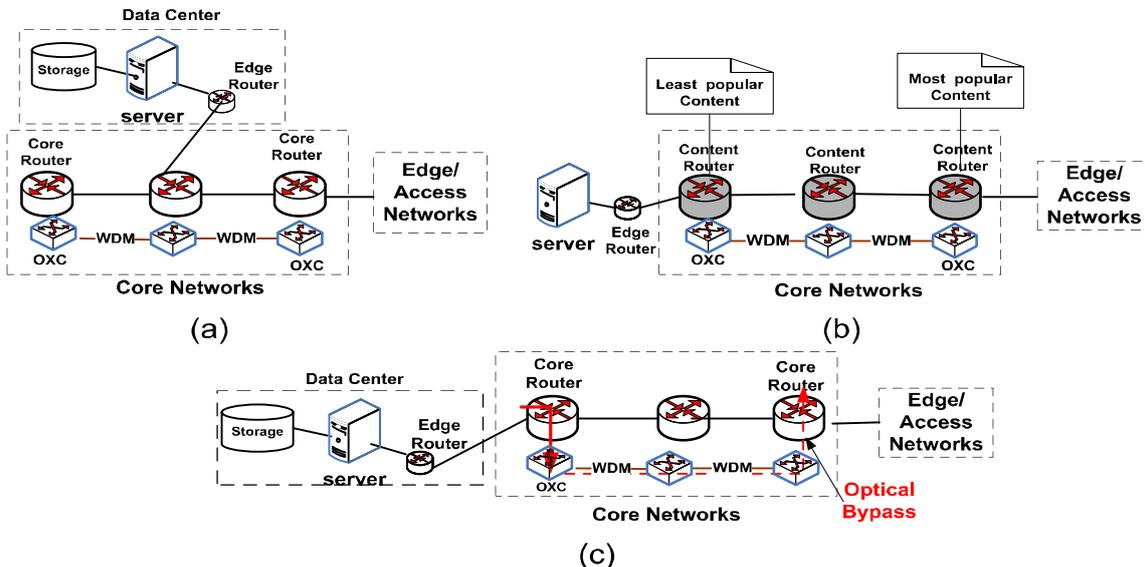 Data Center
Storage
Edge
Router
server
Core
Router
Core
Router
Edge/
Access
Networks
WDM
WDM
OXC
OXC
Core Networks
(a)
Least popular
Content
Most popular
Content
Content
Router
Content
Router
Content
Router
Edge/
Access
Networks
server
Edge
Router
WDM
WDM
OXC
OXC
Core Networks
(b)
Data Center
Storage
Edge
Router
server
Core
Router
Core
Router
Edge/
Access
Networks
WDM
WDM
OXC
Optical
Bypass
Core Networks
(c)